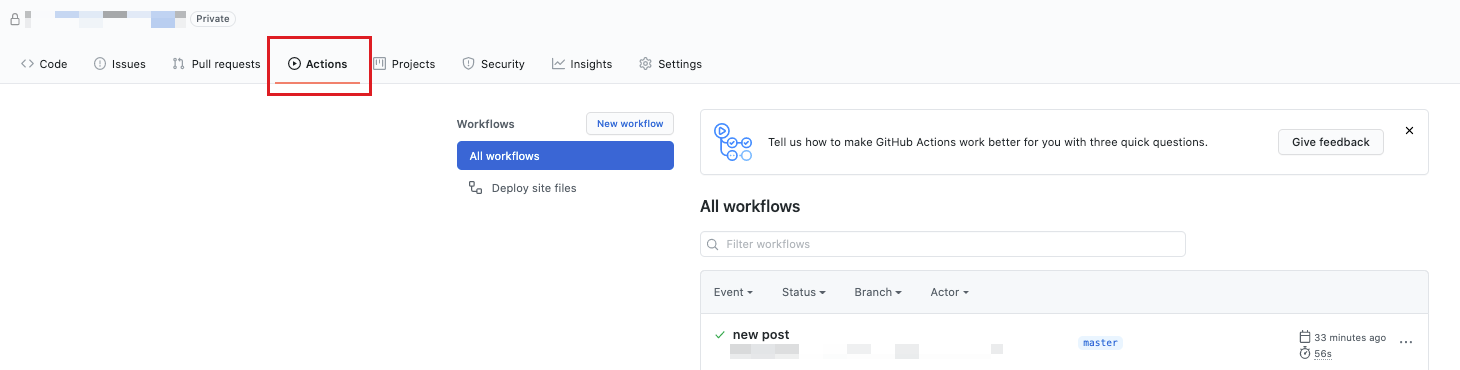 Private
Code Issues Pull requests Actions Projects Security Insights Settings
Workflows New workflow
All workflows
Deploy site files
Tell us how to make GitHub Actions work better for you with three quick questions. Give feedback
All workflows
Filter workflows
Event Status Branch Actor
new post
master
33 minutes ago
56s